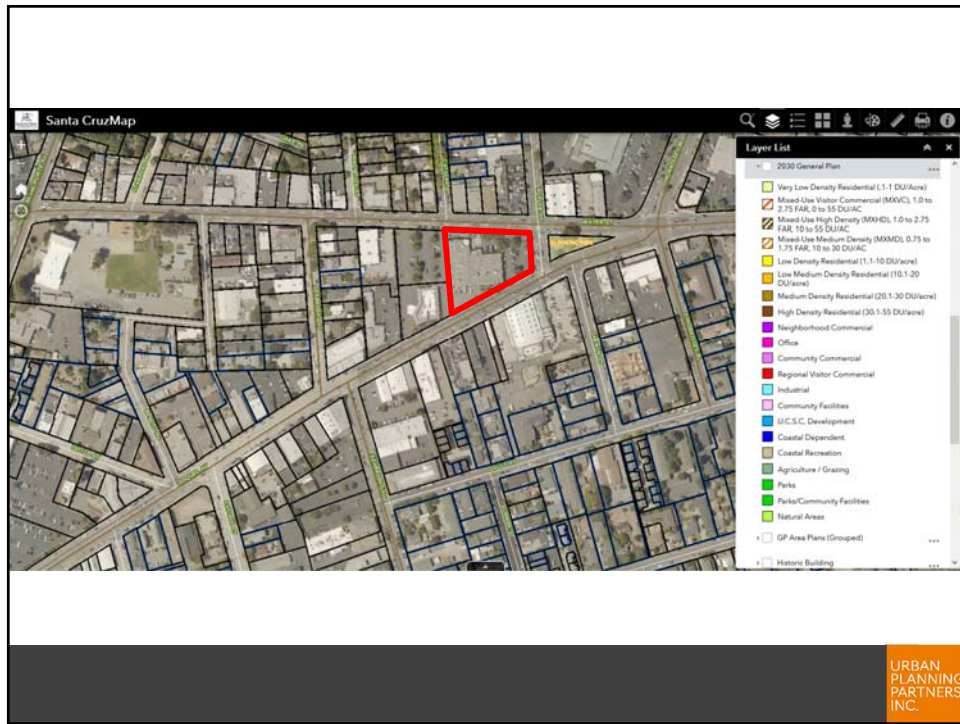 Santa CruzMap
Layer List
2030 General Plan
Very Low Density Residential (.1-1 DU/Acre)
Mixed-Use Visitor Commercial (MXVC), 1.0 to
2.75 FAR, 0 to 55 DU/AC
Mixed-Use High Density (MXHD), 1.0 to 2.75
FAR, 10 to 55 DU/AC
Mixed-Use Medium Density (MXMD), 0.75 to
1.75 FAR, 10 to 30 DU/AC
Low Density Residential (1.1-10 DU/acre)
Low Medium Density Residential (10.1-20
DU/acre)
Medium Density Residential (20.1-30 DU/acre)
High Density Residential (30.1-55 DU/acre)
Neighborhood Commercial
Office
Community Commercial
Regional Visitor Commercial
Industrial
Community Facilities
U.C.S.C. Development
Coastal Dependent
Coastal Recreation
Agriculture / Grazing
Parks
Parks/Community Facilities
Natural Areas
GP Area Plans (Grouped)
Historic Building
URBAN
PLANNING
PARTNERS
INC.